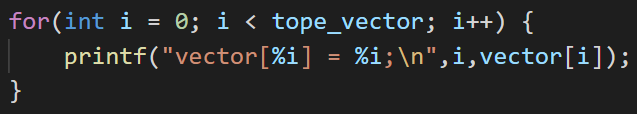 for(int i = 0; i < tope_vector; i++) {
    printf("vector[%i] = %i;\n",i,vector[i]);
}